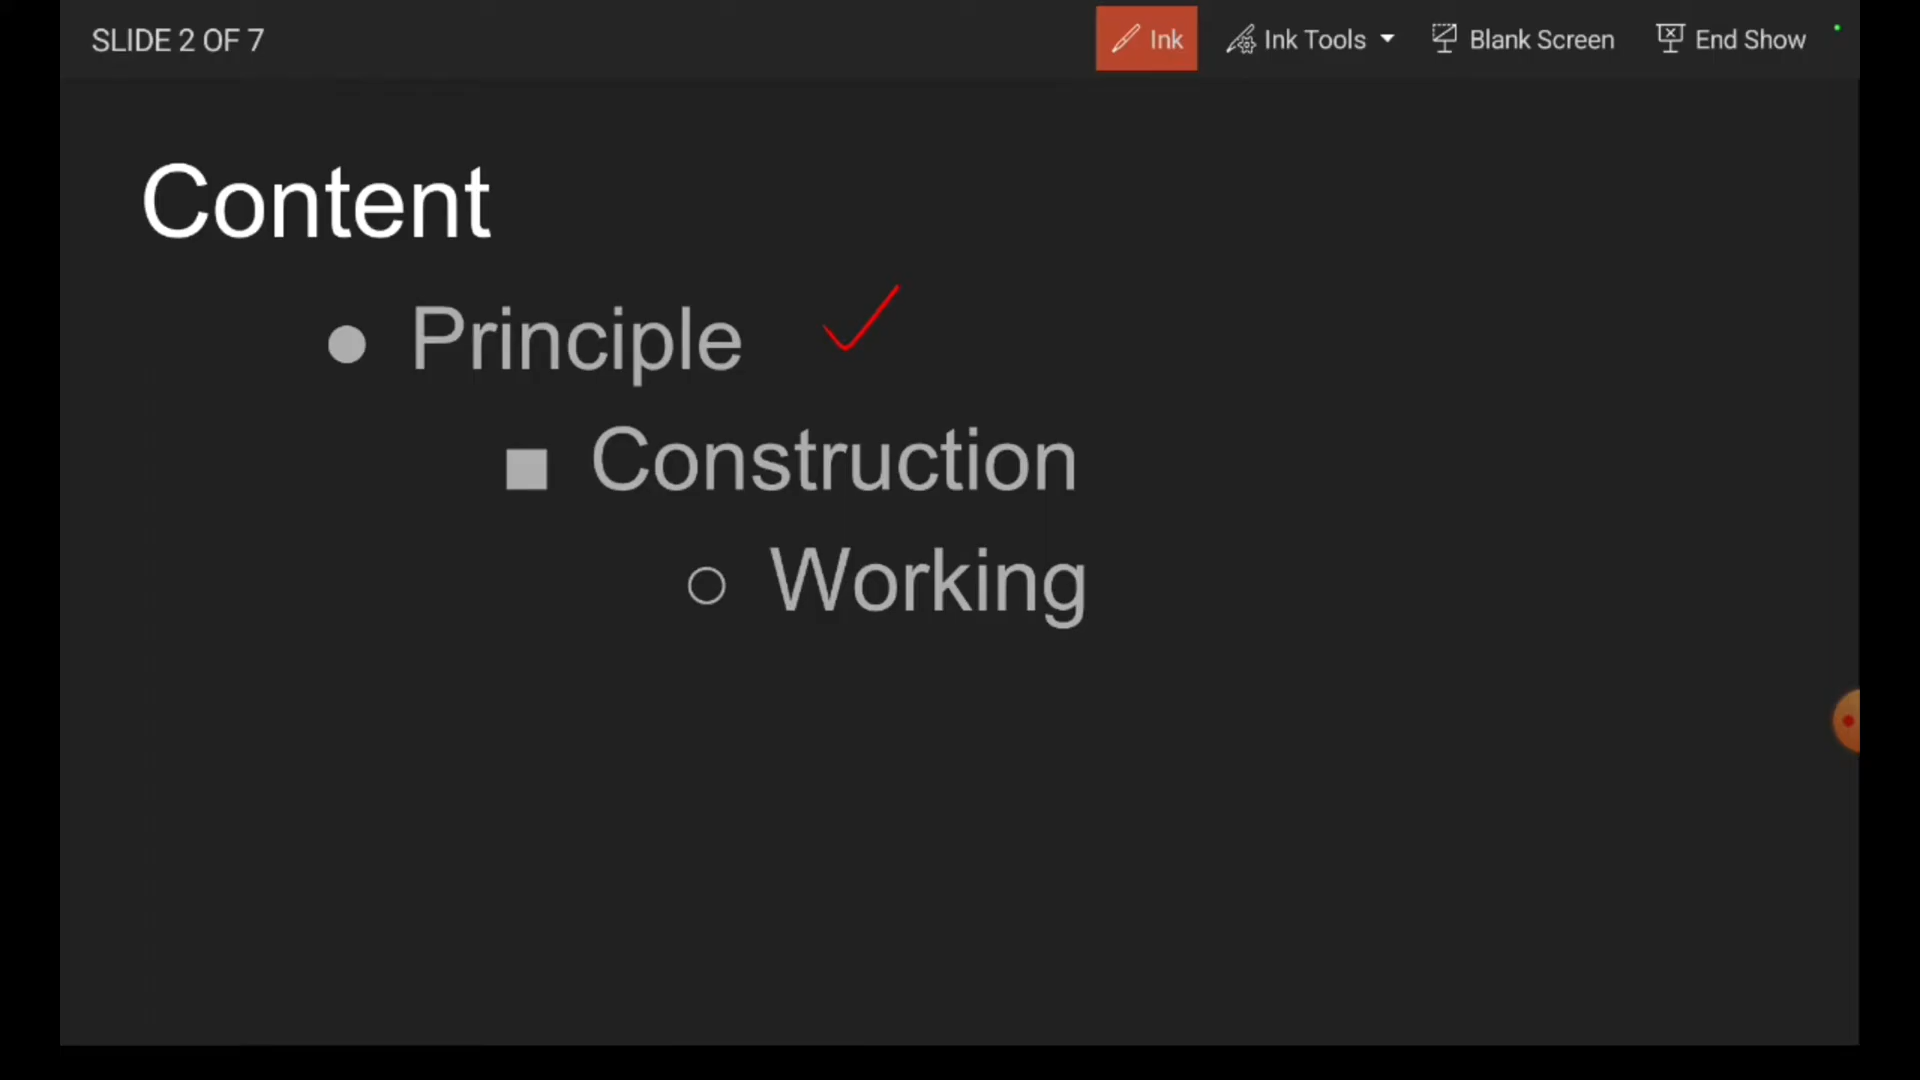 SLIDE 2 OF 7
Ink
Ink Tools
Blank Screen
End Show
Content
Principle
Construction
Working